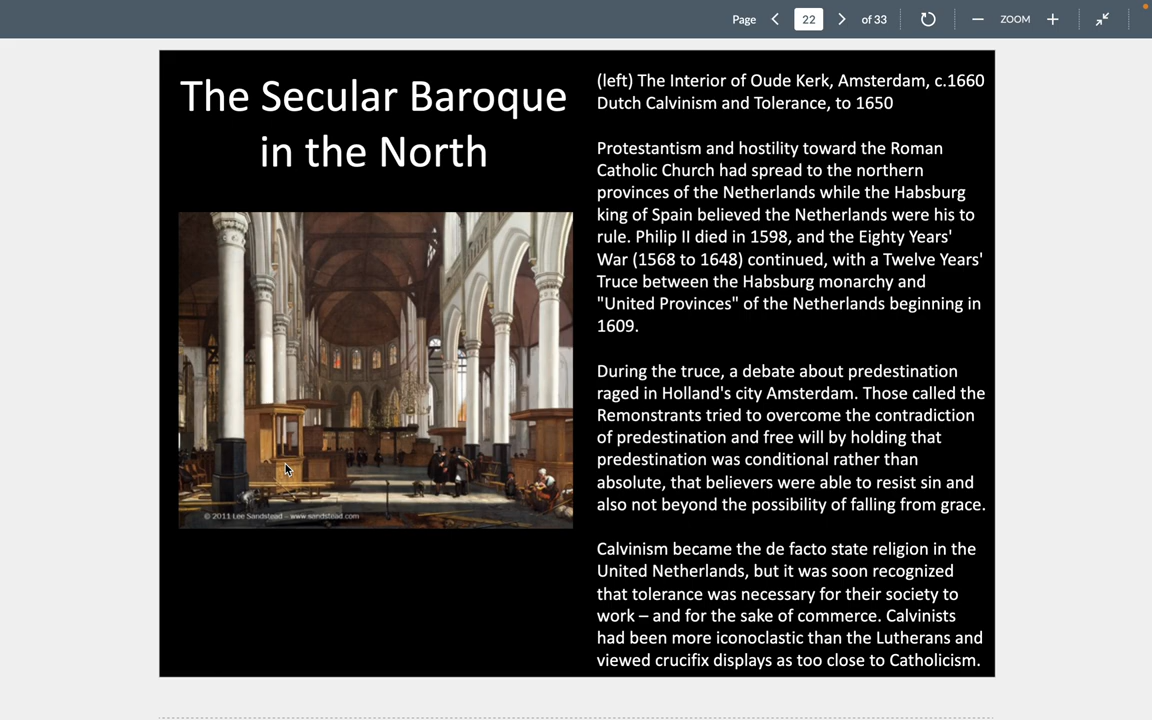 Page 22 of 33 ZOOM
The Secular Baroque
in the North
© 2011 Lee Sandstead – www.sandstead.com
(left) The Interior of Oude Kerk, Amsterdam, c.1660
Dutch Calvinism and Tolerance, to 1650
Protestantism and hostility toward the Roman
Catholic Church had spread to the northern
provinces of the Netherlands while the Habsburg
king of Spain believed the Netherlands were his to
rule. Philip II died in 1598, and the Eighty Years'
War (1568 to 1648) continued, with a Twelve Years'
Truce between the Habsburg monarchy and
"United Provinces" of the Netherlands beginning in
1609.
During the truce, a debate about predestination
raged in Holland's city Amsterdam. Those called the
Remonstrants tried to overcome the contradiction
of predestination and free will by holding that
predestination was conditional rather than
absolute, that believers were able to resist sin and
also not beyond the possibility of falling from grace.
Calvinism became the de facto state religion in the
United Netherlands, but it was soon recognized
that tolerance was necessary for their society to
work – and for the sake of commerce. Calvinists
had been more iconoclastic than the Lutherans and
viewed crucifix displays as too close to Catholicism.